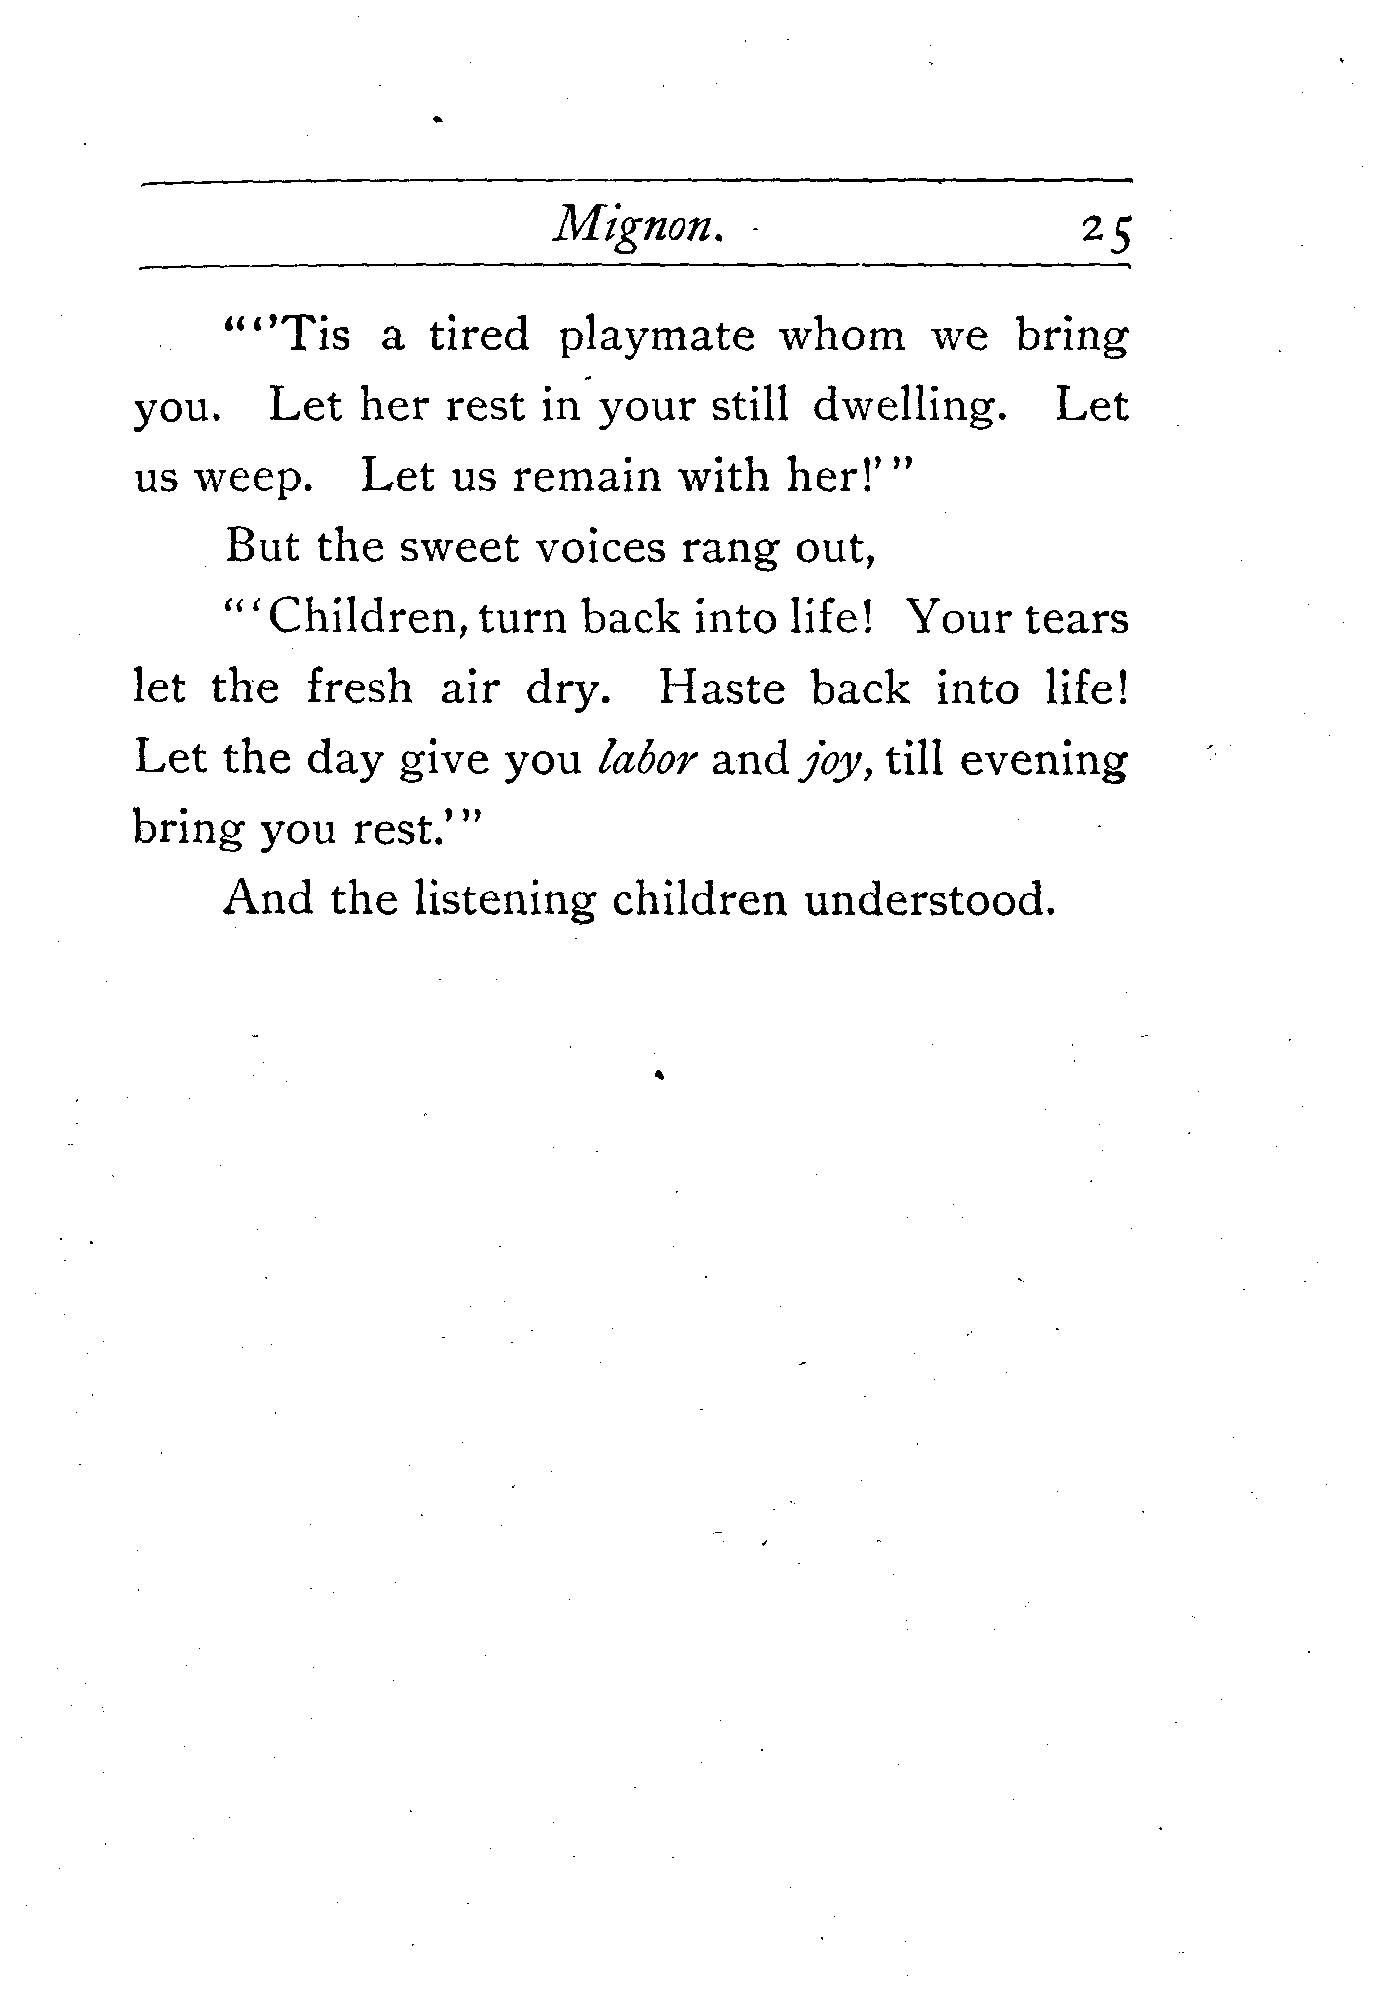 Mignon. 25
“‘’Tis a tired playmate whom we bring
you. Let her rest in your still dwelling. Let
us weep. Let us remain with her!’”
But the sweet voices rang out,
“‘Children, turn back into life! Your tears
let the fresh air dry. Haste back into life!
Let the day give you labor and joy, till evening
bring you rest.’”
And the listening children understood.